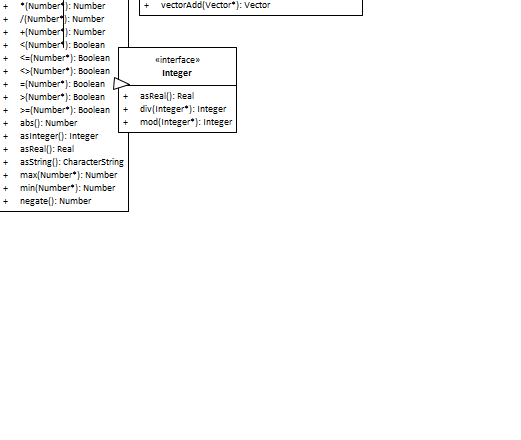 + *(Number*): Number
+ /(Number*): Number
+ +(Number*): Number
+ <(Number*): Boolean
+ <=(Number*): Boolean
+ <>(Number*): Boolean
+ =(Number*): Boolean
+ >(Number*): Boolean
+ >=(Number*): Boolean
+ abs(): Number
+ asInteger(): Integer
+ asReal(): Real
+ asString(): CharacterString
+ max(Number*): Number
+ min(Number*): Number
+ negate(): Number
+ vectorAdd(Vector*): Vector
«interface»
Integer
+ asReal(): Real
+ div(Integer*): Integer
+ mod(Integer*): Integer